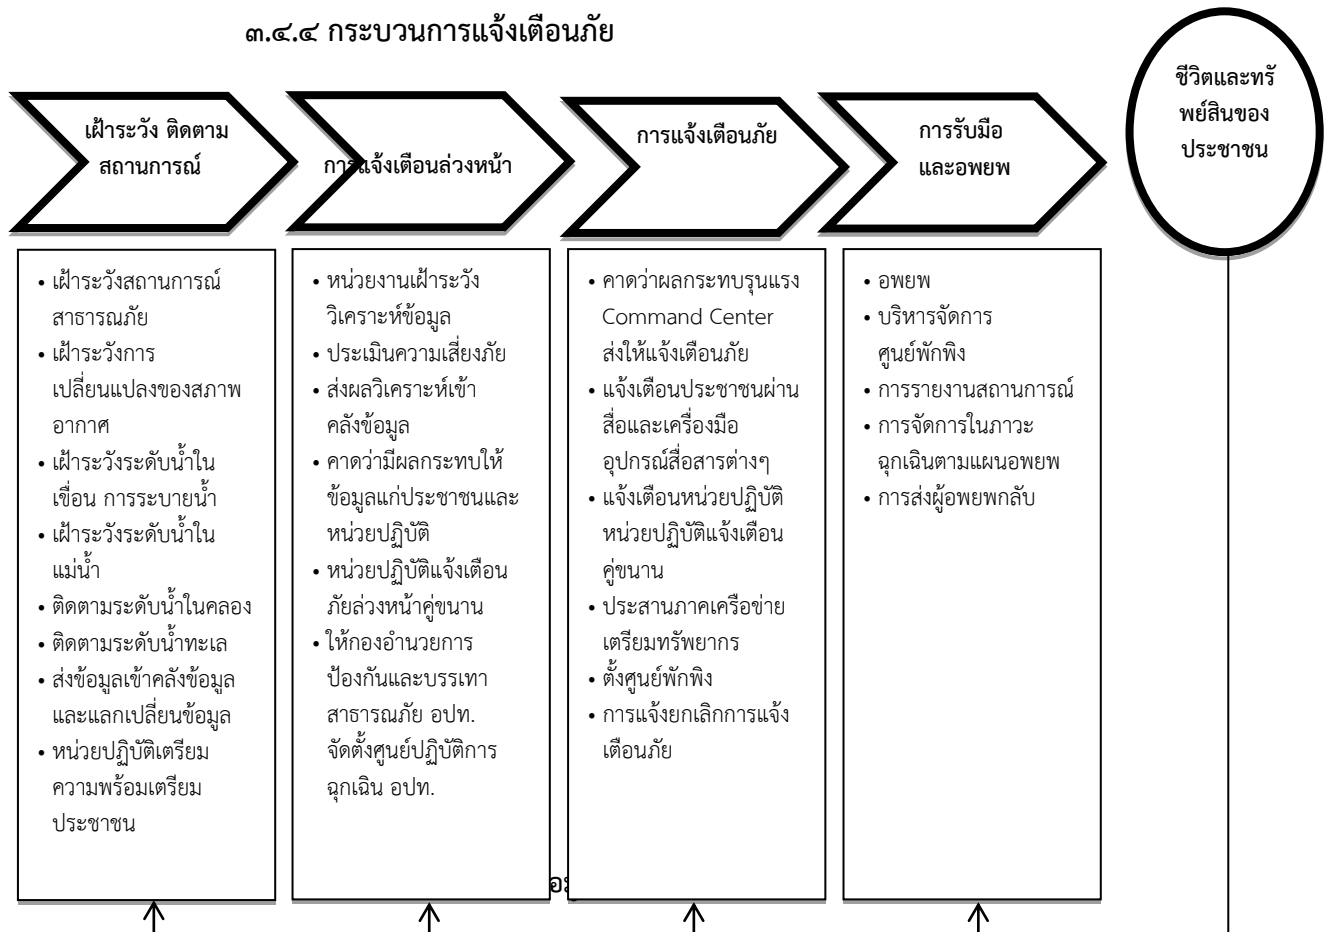 ๓.๔.๔ กระบวนการแจ้งเตือนภัย
เฝ้าระวัง ติดตาม
สถานการณ์
การแจ้งเตือนล่วงหน้า
การแจ้งเตือนภัย
การรับมือ
และอพยพ
ชีวิตและทรั
พย์สินของ
ประชาชน
• เฝ้าระวังสถานการณ์
สาธารณภัย
• เฝ้าระวังการ
เปลี่ยนแปลงของสภาพ
อากาศ
• เฝ้าระวังระดับน้ำใน
เขื่อน การระบายน้ำ
• เฝ้าระวังระดับน้ำใน
แม่น้ำ
• ติดตามระดับน้ำในคลอง
• ติดตามระดับน้ำทะเล
• ส่งข้อมูลเข้าคลังข้อมูล
และแลกเปลี่ยนข้อมูล
• หน่วยปฏิบัติเตรียม
ความพร้อมเตรียม
ประชาชน
• หน่วยงานเฝ้าระวัง
วิเคราะห์ข้อมูล
• ประเมินความเสี่ยงภัย
• ส่งผลวิเคราะห์เข้า
คลังข้อมูล
• คาดว่ามีผลกระทบให้
ข้อมูลแก่ประชาชนและ
หน่วยปฏิบัติ
• หน่วยปฏิบัติแจ้งเตือน
ภัยล่วงหน้าคู่ขนาน
• ให้กองอำนวยการ
ป้องกันและบรรเทา
สาธารณภัย อปท.
จัดตั้งศูนย์ปฏิบัติการ
ฉุกเฉิน อปท.
• คาดว่าผลกระทบรุนแรง
Command Center
ส่งให้แจ้งเตือนภัย
• แจ้งเตือนประชาชนผ่าน
สื่อและเครื่องมือ
อุปกรณ์สื่อสารต่างๆ
• แจ้งเตือนหน่วยปฏิบัติ
หน่วยปฏิบัติแจ้งเตือน
คู่ขนาน
• ประสานภาคเครือข่าย
เตรียมทรัพยากร
• ตั้งศูนย์พักพิง
• การแจ้งยกเลิกการแจ้ง
เตือนภัย
• อพยพ
• บริหารจัดการ
ศูนย์พักพิง
• การรายงานสถานการณ์
• การจัดการในภาวะ
ฉุกเฉินตามแผนอพยพ
• การส่งผู้อพยพกลับ